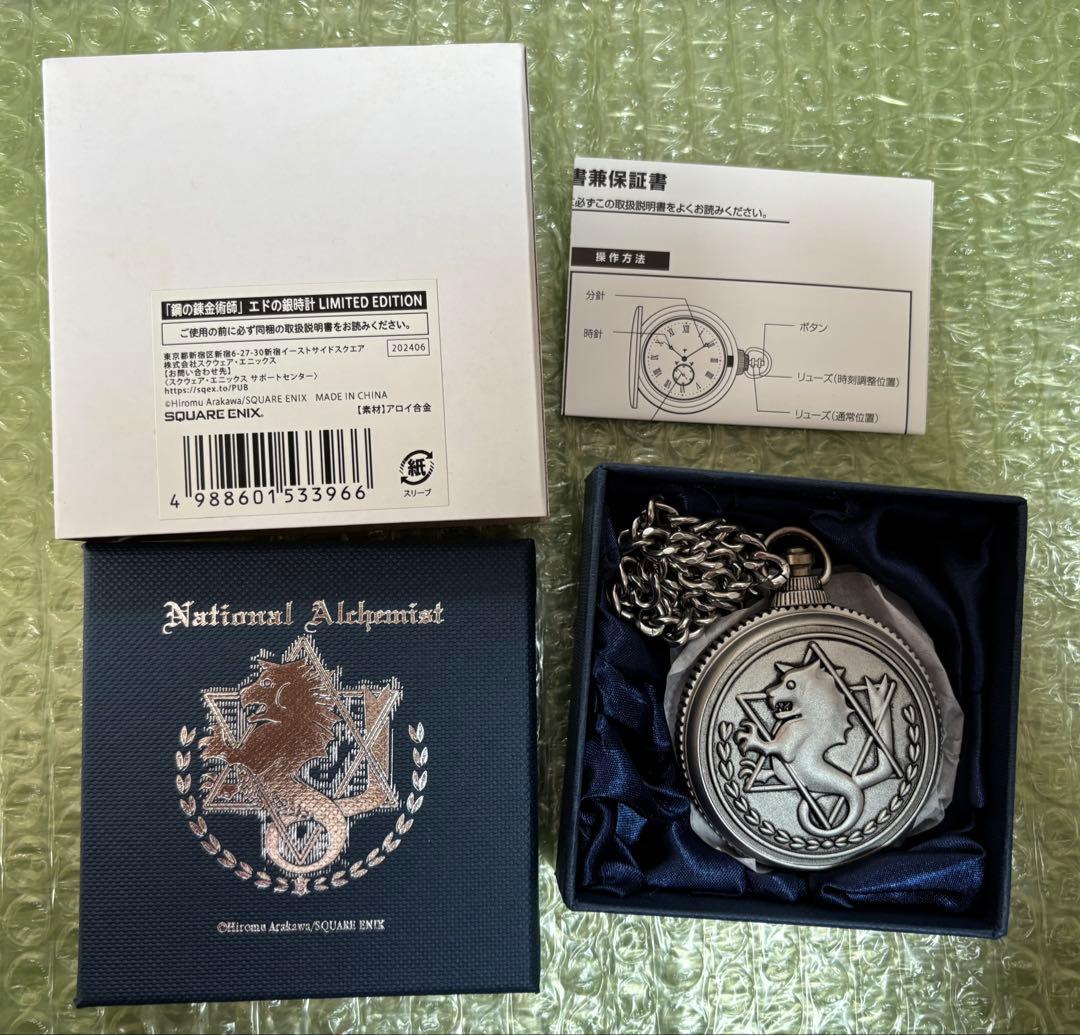 「鋼の錬金術師」エドの銀時計 LIMITED EDITION
ご使用の前に必ず同梱の取扱説明書をお読みください。
東京都新宿区新宿6-27-30新宿イーストサイドスクエア
株式会社スクウェア・エニックス
202406
【お問い合わせ先】
〈スクウェア・エニックス サポートセンター〉
https://sqex.to/PUB
©Hiromu Arakawa/SQUARE ENIX MADE IN CHINA
SQUARE ENIX.
【素材】アロイ合金
4 988601 533966
紙
スリーブ
書兼保証書
必ずこの取扱説明書をよくお読みください。
操作方法
分針
時針
ボタン
リューズ(時刻調整位置)
リューズ(通常位置)
National Alchemist
©Hiromu Arakawa/SQUARE ENIX